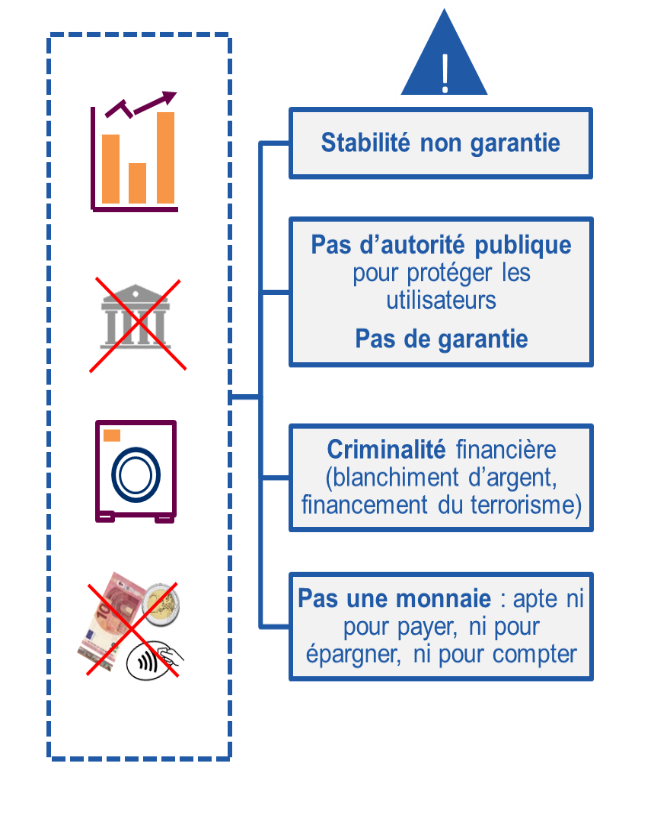 !
Stabilité non garantie
Pas d’autorité publique
pour protéger les
utilisateurs
Pas de garantie
Criminalité financière
(blanchiment d’argent,
financement du terrorisme)
Pas une monnaie : apte ni
pour payer, ni pour
épargner, ni pour compter